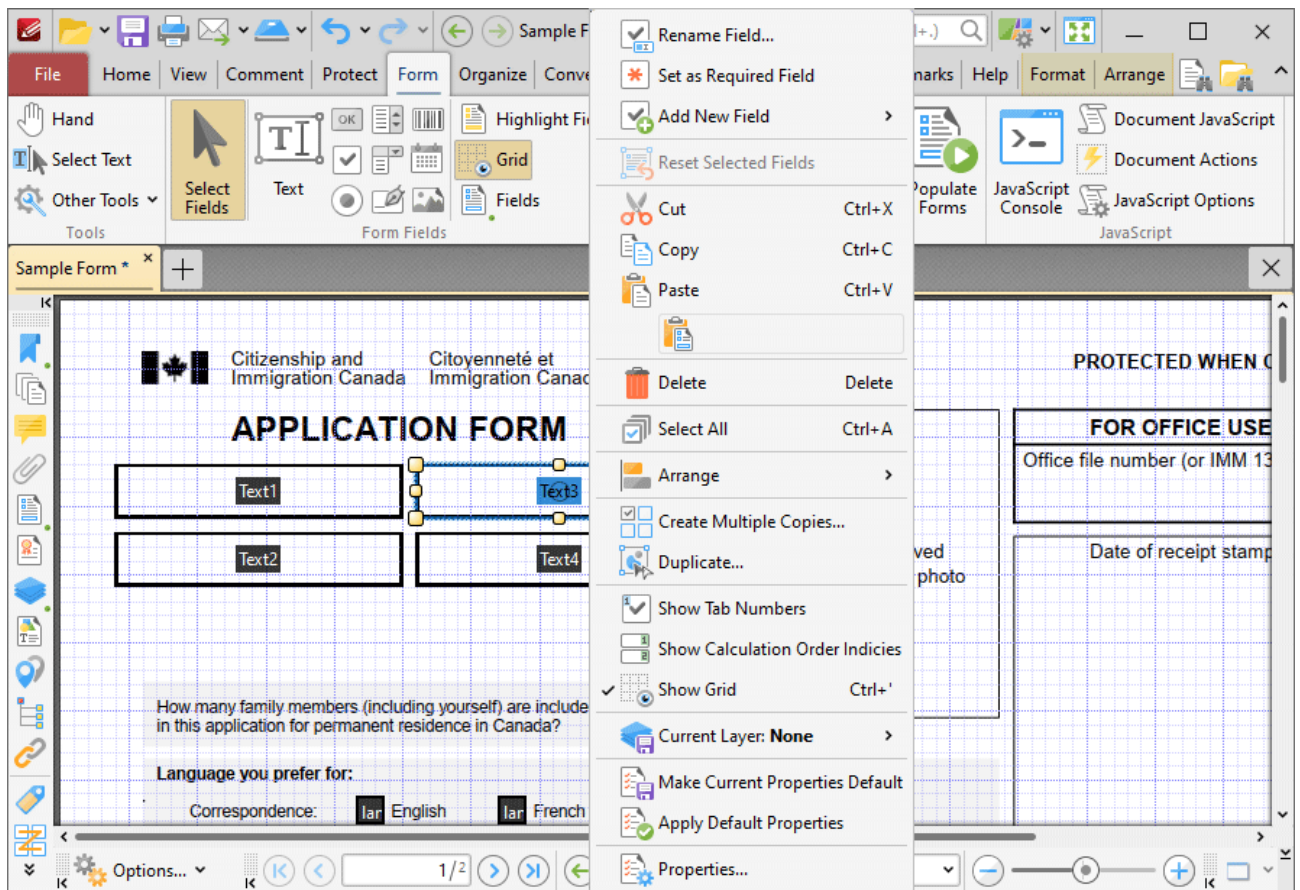 Sample F
+.)
File
Home
View
Comment
Protect
Form
Organize
Conve
narks
Help
Format
Arrange
Hand
Select Text
Other Tools
Tools
Select
Fields
Text
OK
Highlight Fi
Grid
Fields
Form Fields
Populate
Forms
JavaScript
Console
Document JavaScript
Document Actions
JavaScript Options
JavaScript
Sample Form *
Rename Field...
Set as Required Field
Add New Field
Reset Selected Fields
Cut Ctrl+X
Copy Ctrl+C
Paste Ctrl+V
Delete Delete
Select All Ctrl+A
Arrange
Create Multiple Copies...
Duplicate...
Show Tab Numbers
Show Calculation Order Indicies
Show Grid Ctrl+'
Current Layer: None
Make Current Properties Default
Apply Default Properties
Properties...
Citizenship and
Immigration Canada
Citoyenneté et
Immigration Canad
PROTECTED WHEN C
APPLICATION FORM
Text1
Text3
Text2
Text4
FOR OFFICE USE
Office file number (or IMM 13
Date of receipt stamp
ved
photo
How many family members (including yourself) are include
in this application for permanent residence in Canada?
Language you prefer for:
Correspondence:
lar English
lar French
Options...
1/2